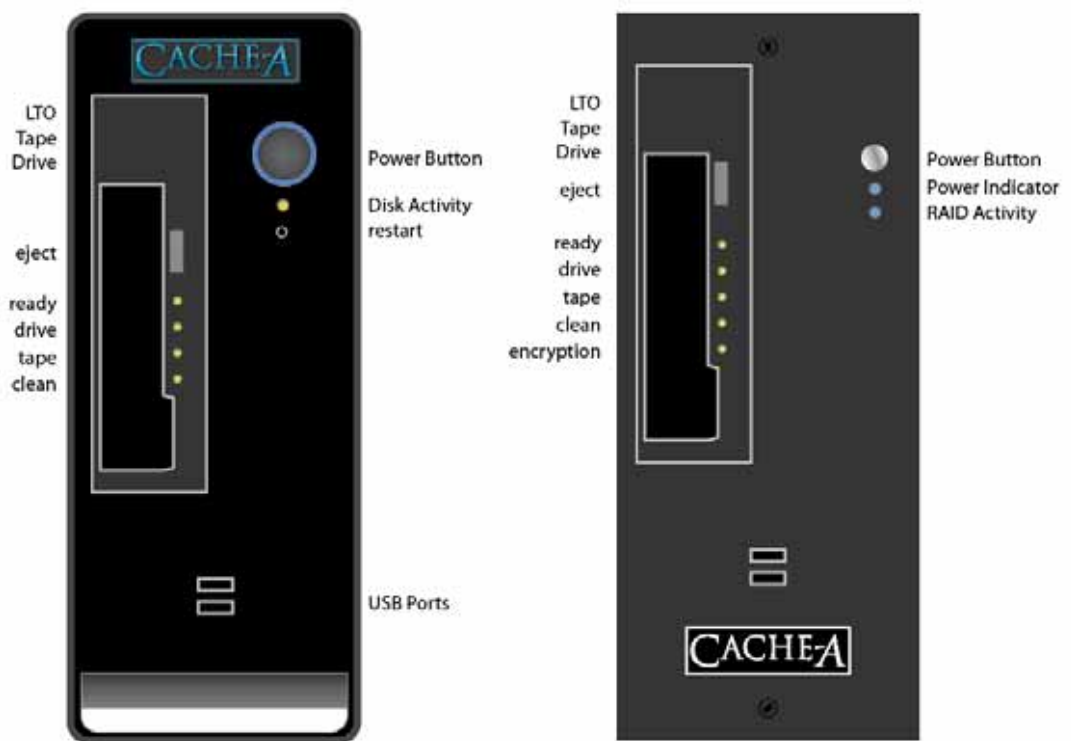 CACHE-A
LTO
Tape
Drive
eject
ready
drive
tape
clean
Power Button
Disk Activity
restart
USB Ports
LTO
Tape
Drive
eject
ready
drive
tape
clean
encryption
Power Button
Power Indicator
RAID Activity
CACHE-A